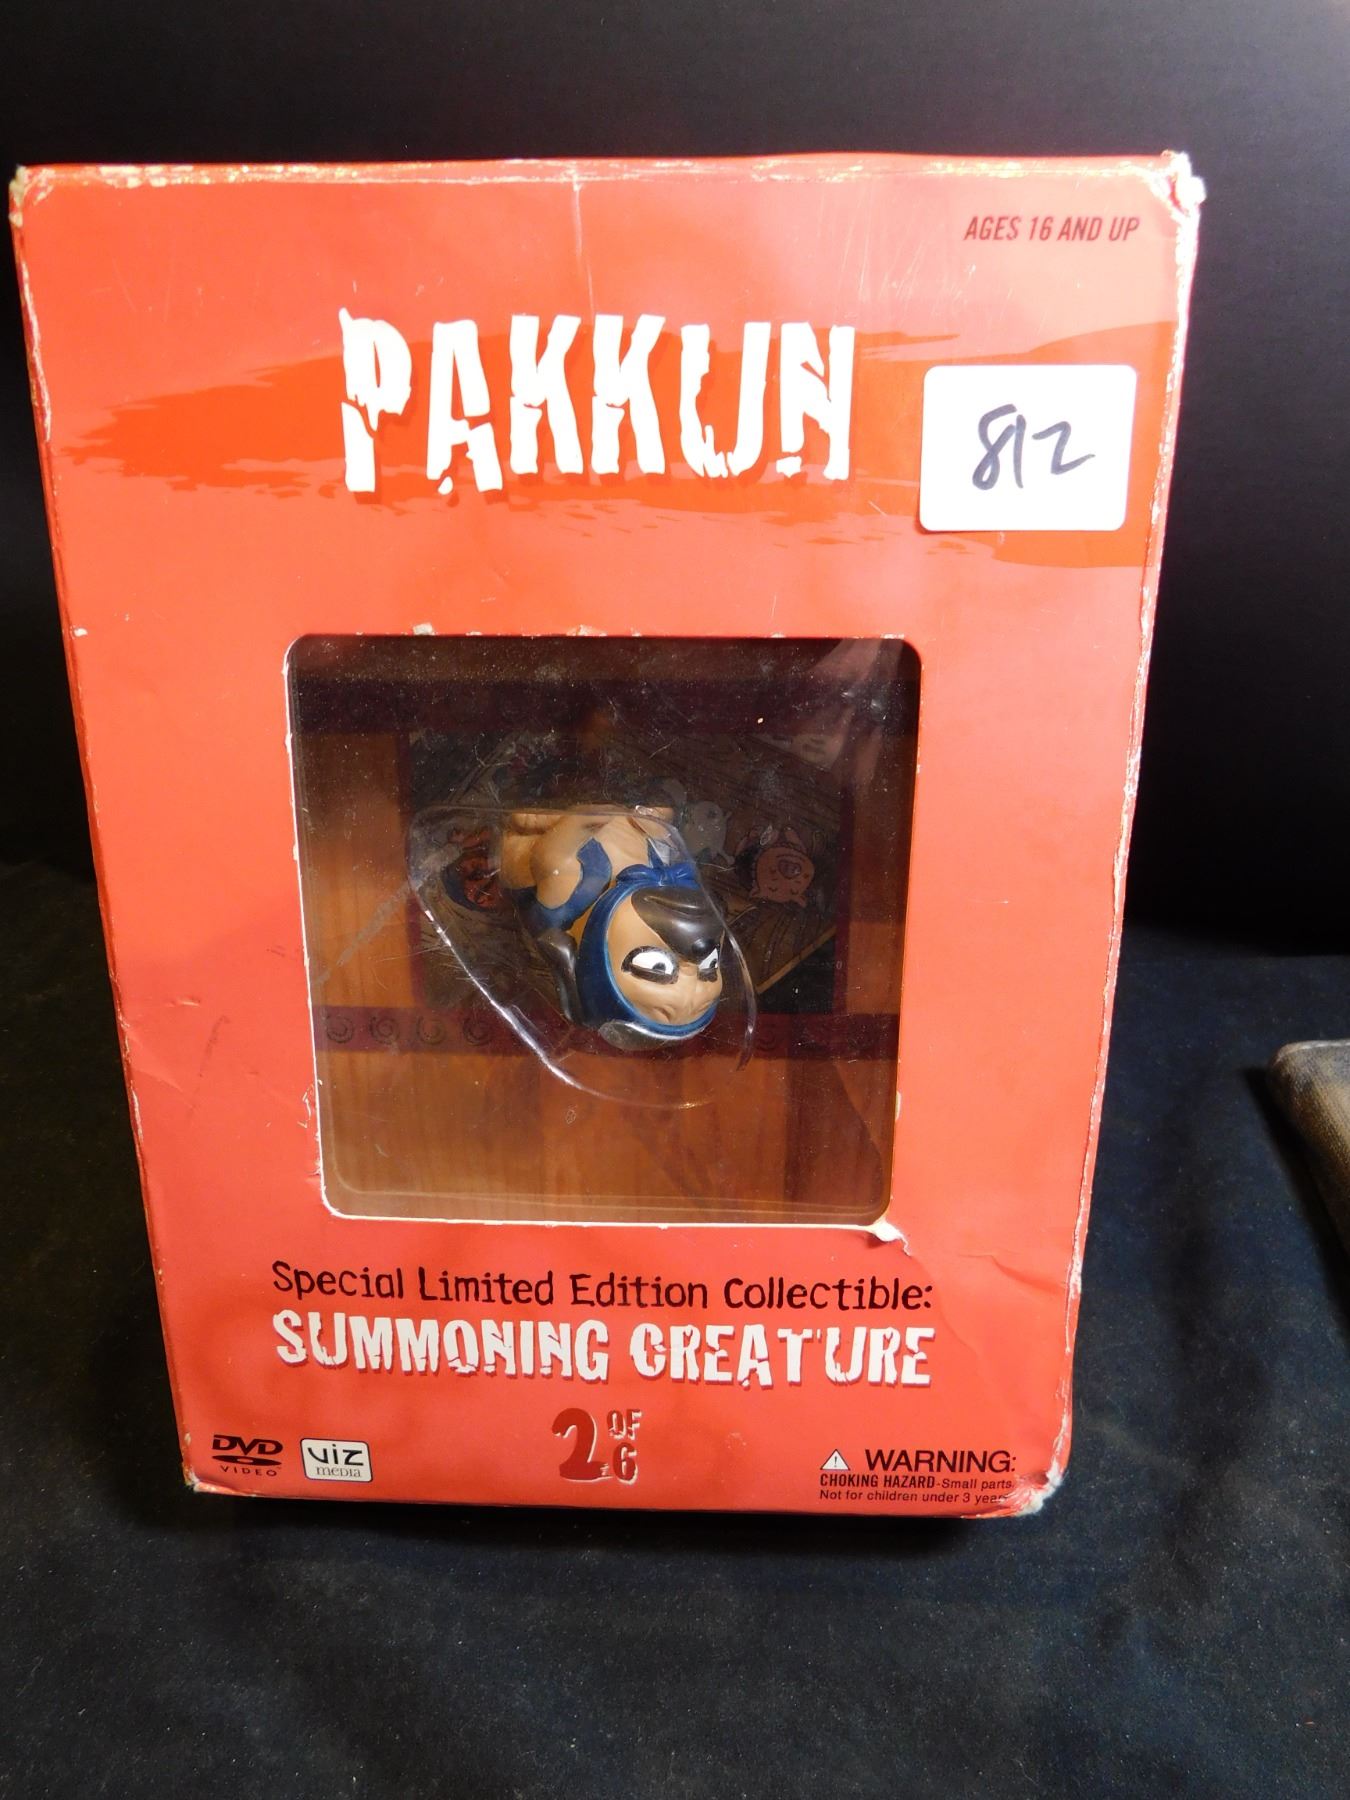 AGES 16 AND UP
PAKKUN
812
Special Limited Edition Collectible:
SUMMONING CREATURE
2 OF 6
DVD
VIDEO
VIZ
MEDIA
WARNING:
CHOKING HAZARD-Small parts
Not for children under 3